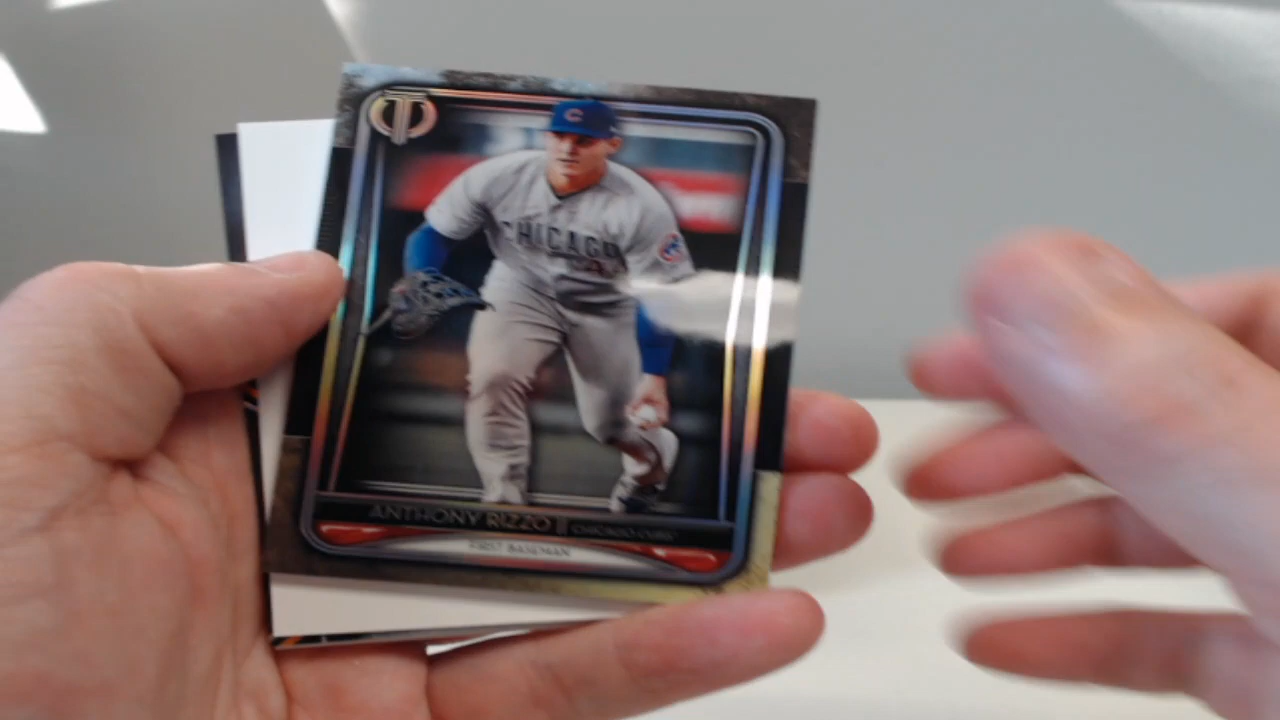 T
C
CHICAGO
ANTHONY RIZZO || CHICAGO CUBS
FIRST BASEMAN